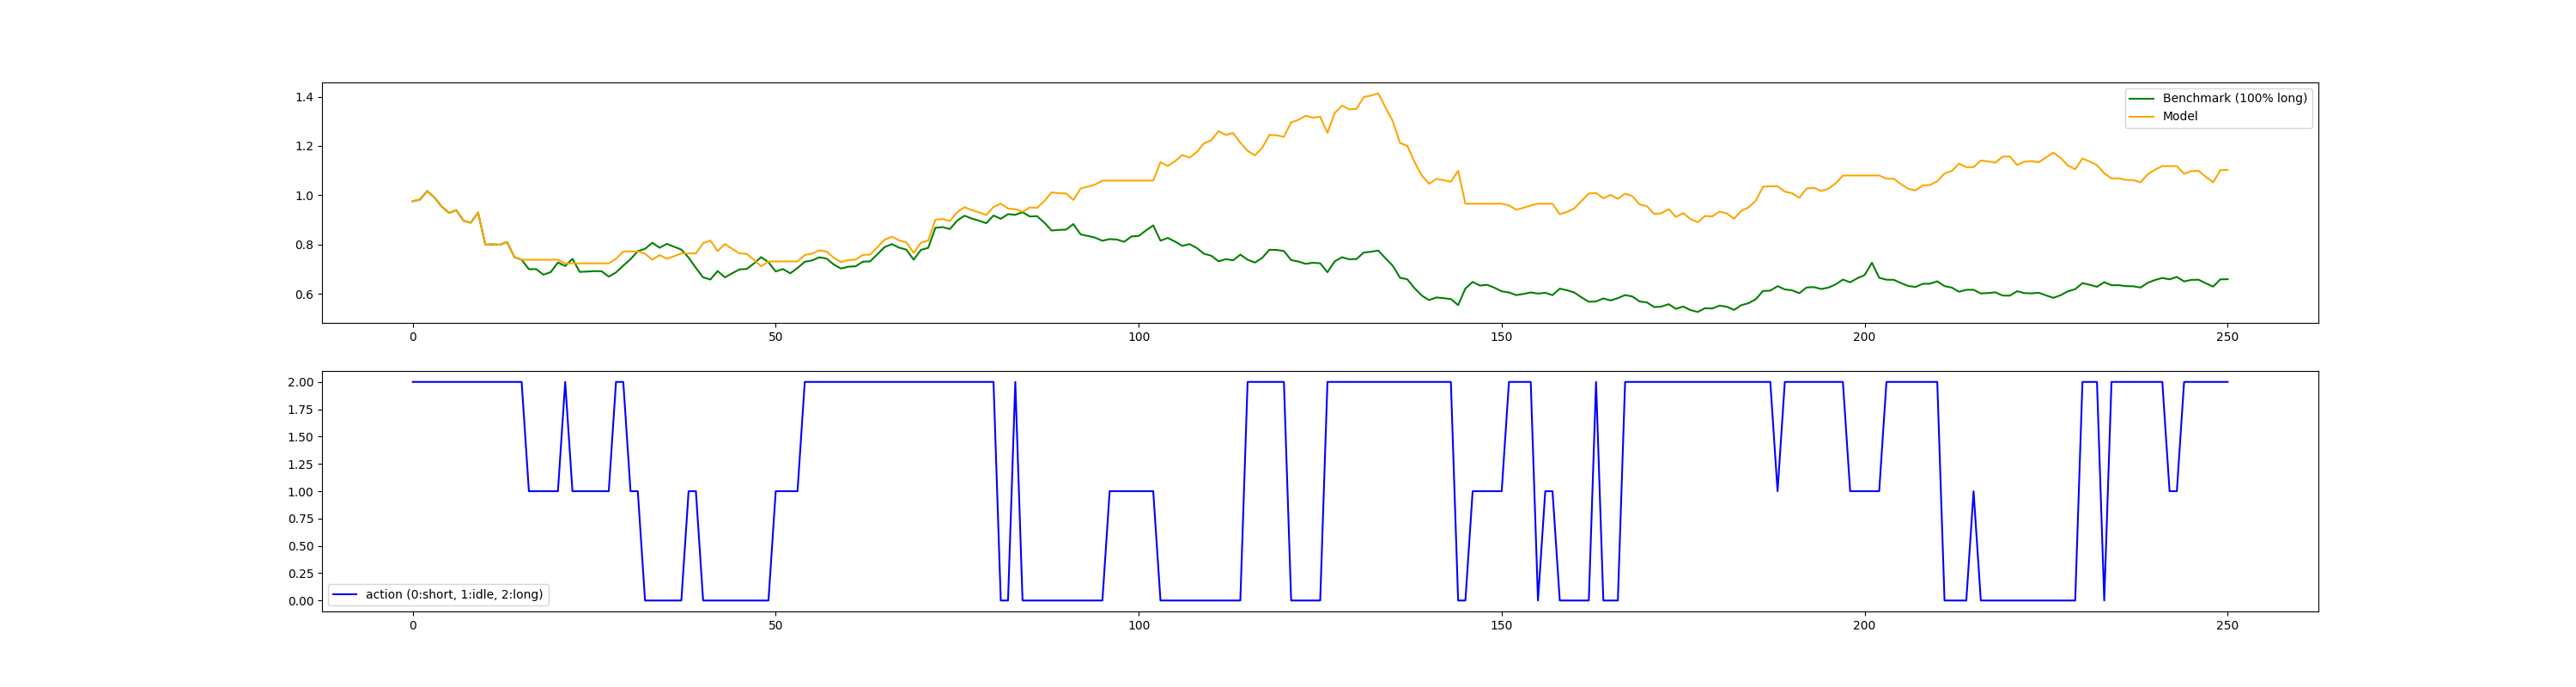 1.4
1.2
1.0
0.8
0.6
Benchmark (100% long)
Model
0 50 100 150 200 250
2.00
1.75
1.50
1.25
1.00
0.75
0.50
0.25
0.00
action (0:short, 1:idle, 2:long)
0 50 100 150 200 250